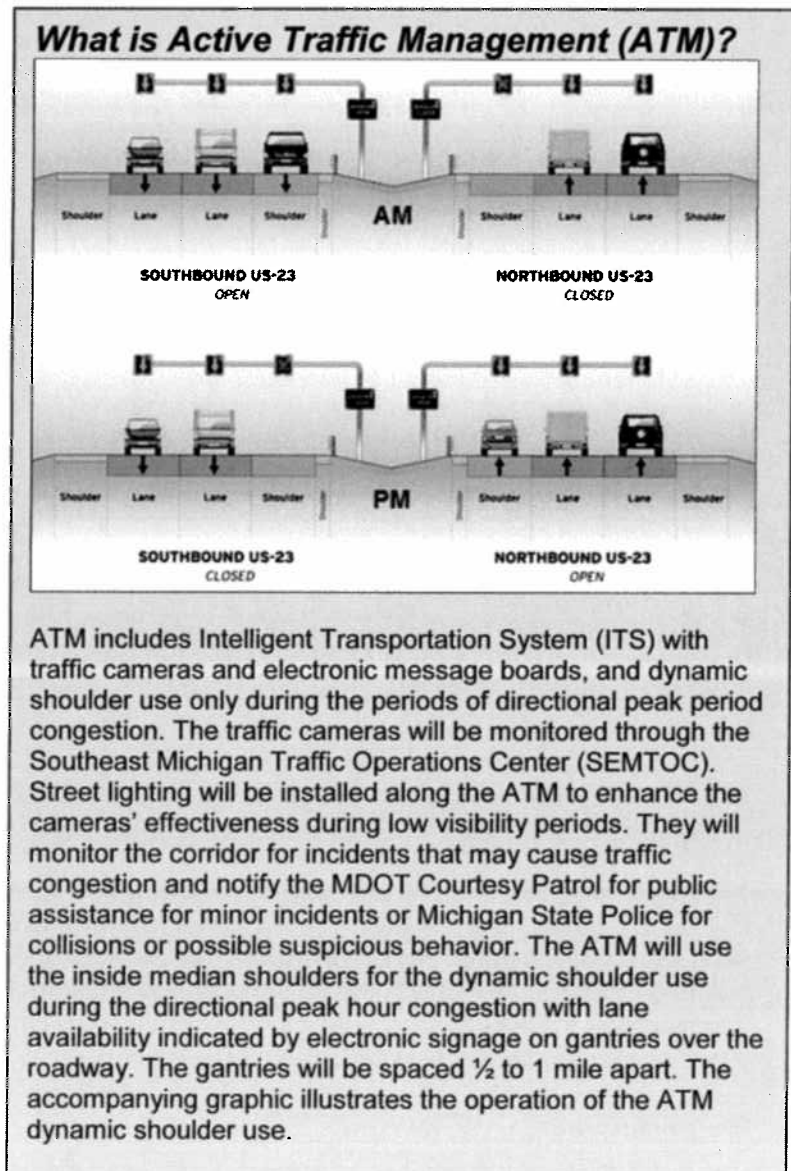 What is Active Traffic Management (ATM)?
Shoulder Lane Lane Shoulder Shoulder AM Shoulder Shoulder Lane Lane Shoulder
SOUTHBOUND US-23 NORTHBOUND US-23
OPEN CLOSED
Shoulder Lane Lane Shoulder Shoulder PM Shoulder Shoulder Lane Lane Shoulder
SOUTHBOUND US-23 NORTHBOUND US-23
CLOSED OPEN
ATM includes Intelligent Transportation System (ITS) with
traffic cameras and electronic message boards, and dynamic
shoulder use only during the periods of directional peak period
congestion. The traffic cameras will be monitored through the
Southeast Michigan Traffic Operations Center (SEMTOC).
Street lighting will be installed along the ATM to enhance the
cameras' effectiveness during low visibility periods. They will
monitor the corridor for incidents that may cause traffic
congestion and notify the MDOT Courtesy Patrol for public
assistance for minor incidents or Michigan State Police for
collisions or possible suspicious behavior. The ATM will use
the inside median shoulders for the dynamic shoulder use
during the directional peak hour congestion with lane
availability indicated by electronic signage on gantries over the
roadway. The gantries will be spaced ½ to 1 mile apart. The
accompanying graphic illustrates the operation of the ATM
dynamic shoulder use.